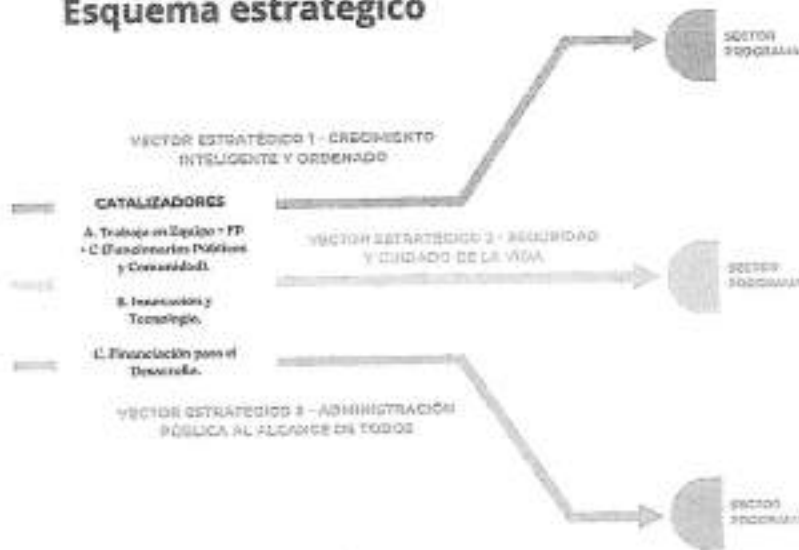 Esquema estratégico
SECTOR
VECTOR ESTRATÉGICO 1 - CRECIMIENTO
INTELIGENTE Y ORDENADO
CATALIZADORES
A. Trabajo en Equipo + FP
+ C (Funcionarios Públicos
y Comunidad).
VECTOR ESTRATÉGICO 2 - SEGURIDAD
Y CUIDADO DE LA VIDA
SECTOR
B. Innovación y
Tecnología.
C. Financiación para el
Desarrollo.
VECTOR ESTRATÉGICO 3 - ADMINISTRACIÓN
PÚBLICA AL ALCANCE DE TODOS
SECTOR